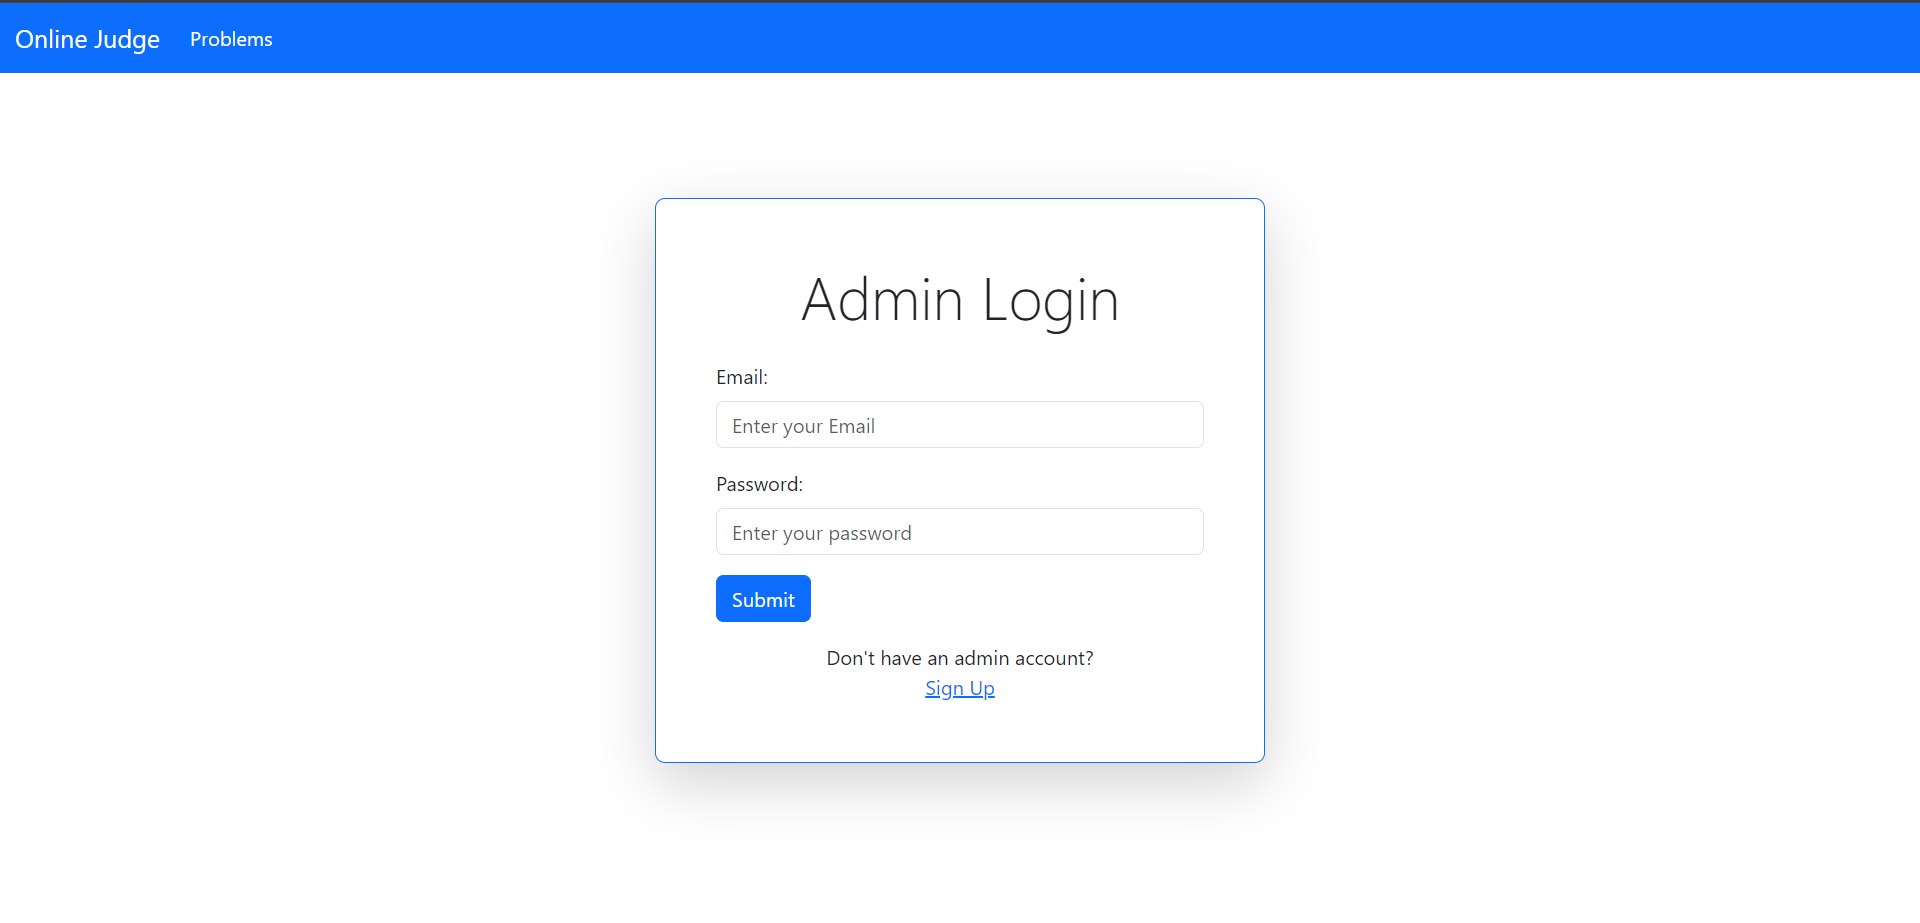 Online Judge Problems
Admin Login
Email:
Enter your Email
Password:
Enter your password
Submit
Don't have an admin account?
Sign Up